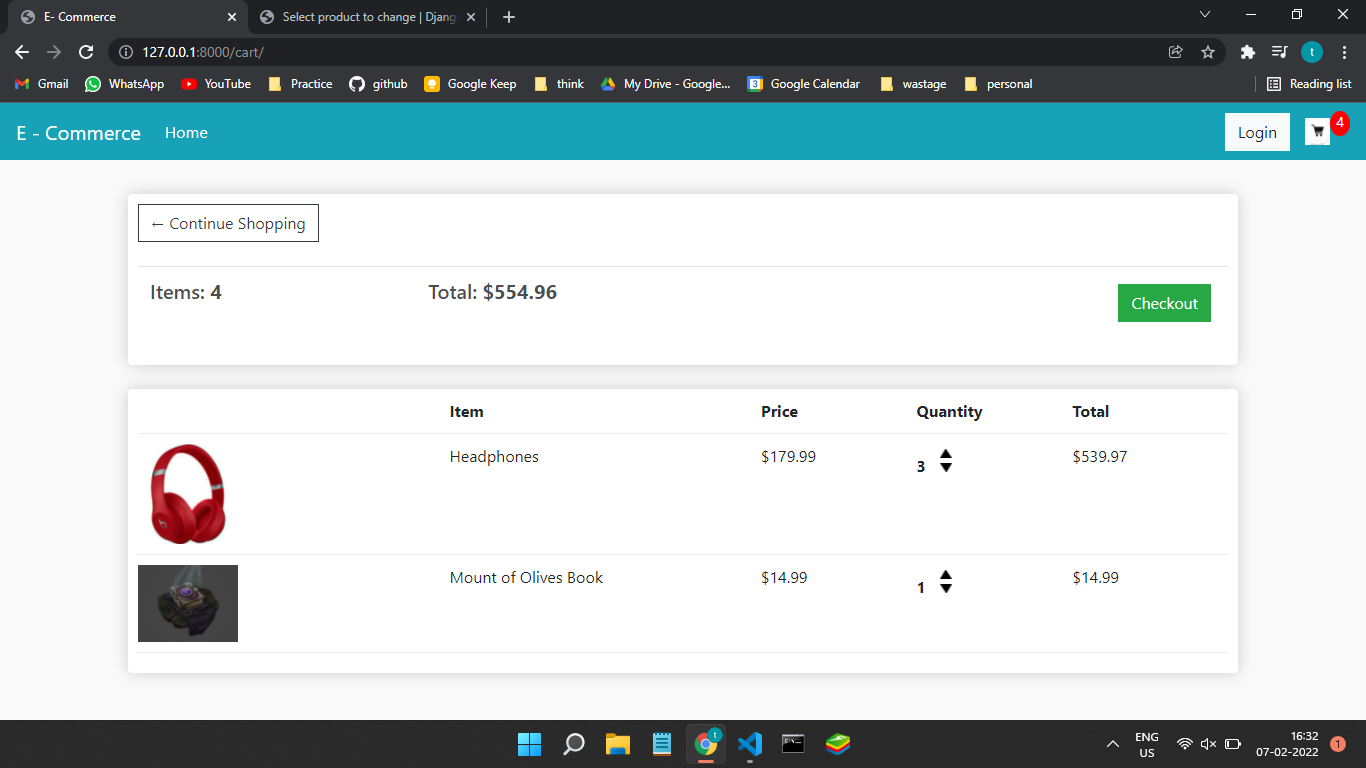 E- Commerce
Select product to change | Djang
127.0.0.1:8000/cart/
t
Gmail WhatsApp YouTube Practice github Google Keep think My Drive - Google... 3 Google Calendar wastage personal Reading list
E - Commerce Home Login 4
← Continue Shopping
Items: 4 Total: $554.96 Checkout
Item Price Quantity Total
Headphones $179.99 3 $539.97
Mount of Olives Book $14.99 1 $14.99
t
ENG
US
16:32
07-02-2022
1